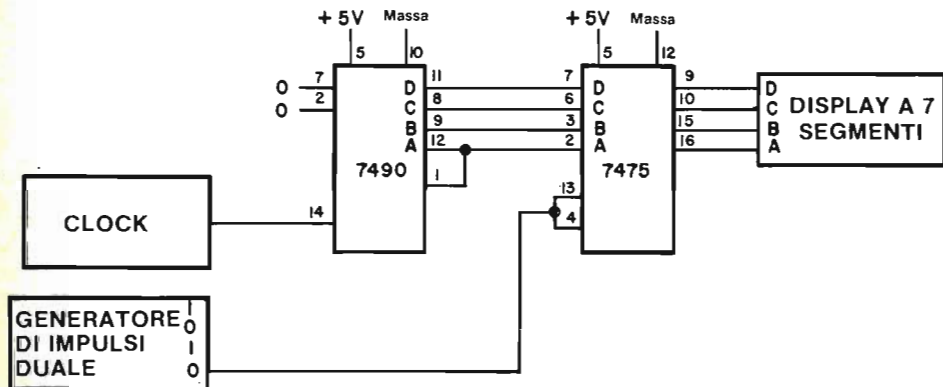 + 5V Massa + 5V Massa
5 10 5 12
0 7 D 11 7 D 9 D DISPLAY A 7
0 2 C 8 6 C 10 C SEGMENTI
B 9 3 B 15 B
A 12 2 A 16 A
7490 7475
1 13
CLOCK 14 4
GENERATORE 1
0
DI IMPULSI 1
DUALE 0